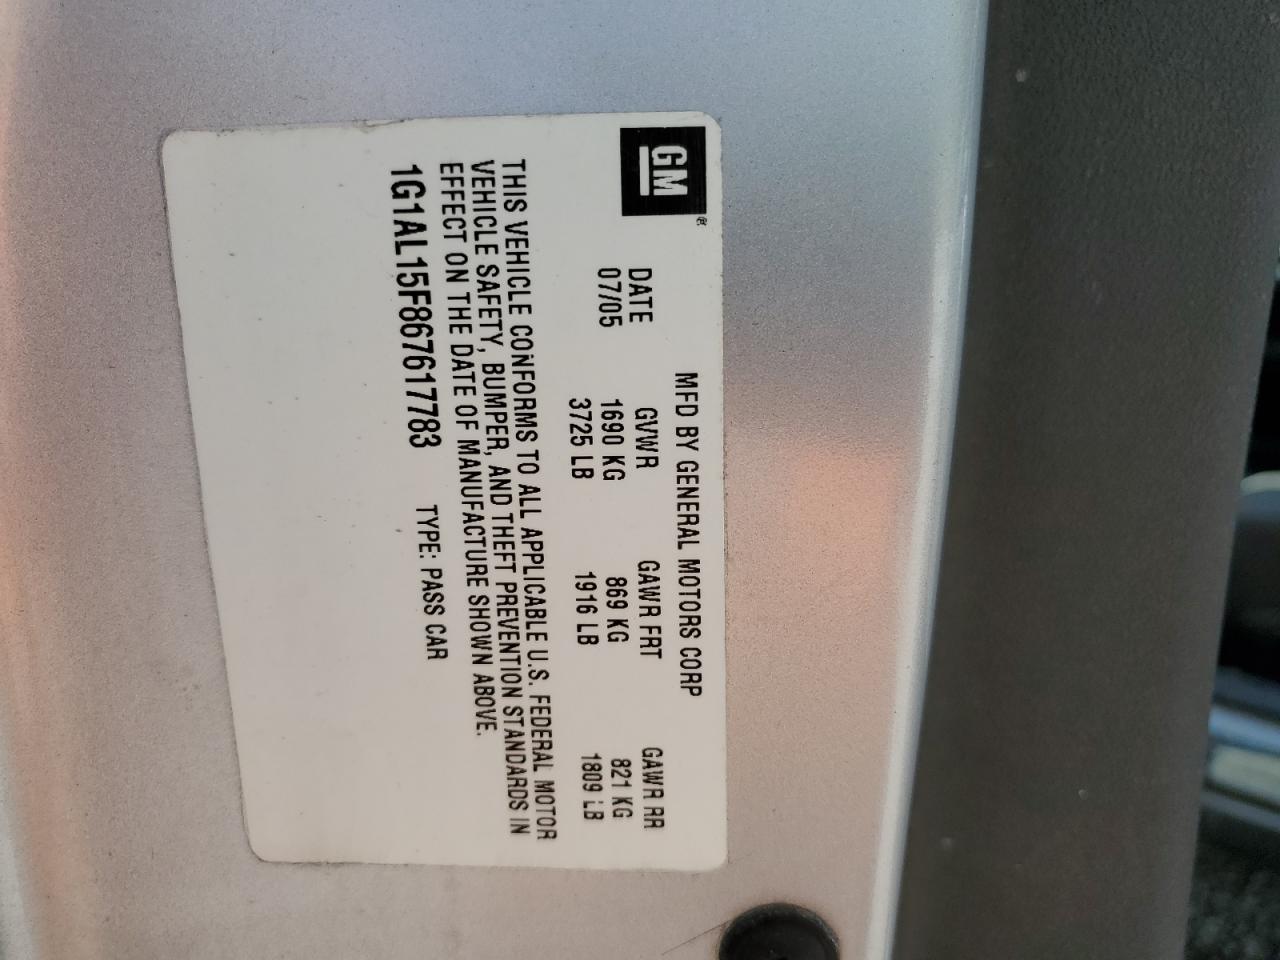 GM
®
MFD BY GENERAL MOTORS CORP
DATE GVWR GAWR FRT GAWR RR
07/05 1690 KG 869 KG 821 KG
3725 LB 1916 LB 1809 LB
THIS VEHICLE CONFORMS TO ALL APPLICABLE U.S. FEDERAL MOTOR
VEHICLE SAFETY, BUMPER, AND THEFT PREVENTION STANDARDS IN
EFFECT ON THE DATE OF MANUFACTURE SHOWN ABOVE.
1G1AL15F867617783 TYPE: PASS CAR